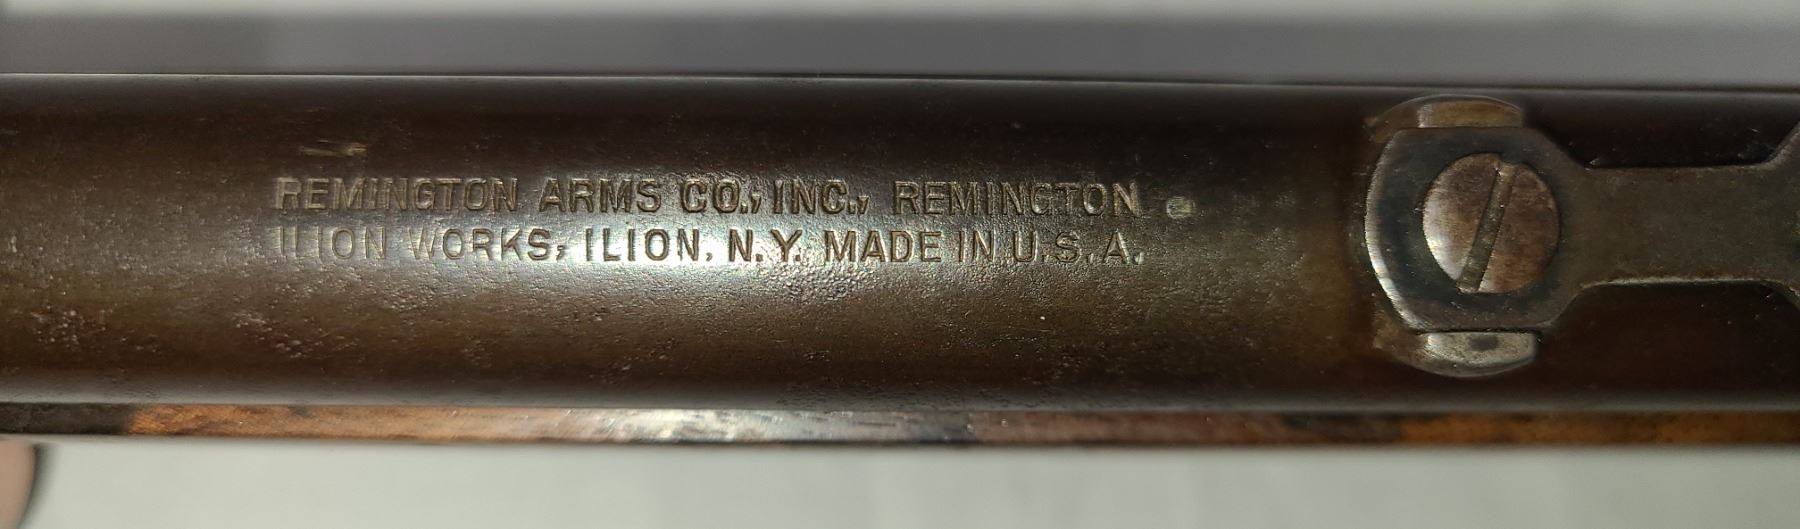 REMINGTON ARMS CO., INC., REMINGTON
ILION WORKS, ILION, N.Y. MADE IN U.S.A.